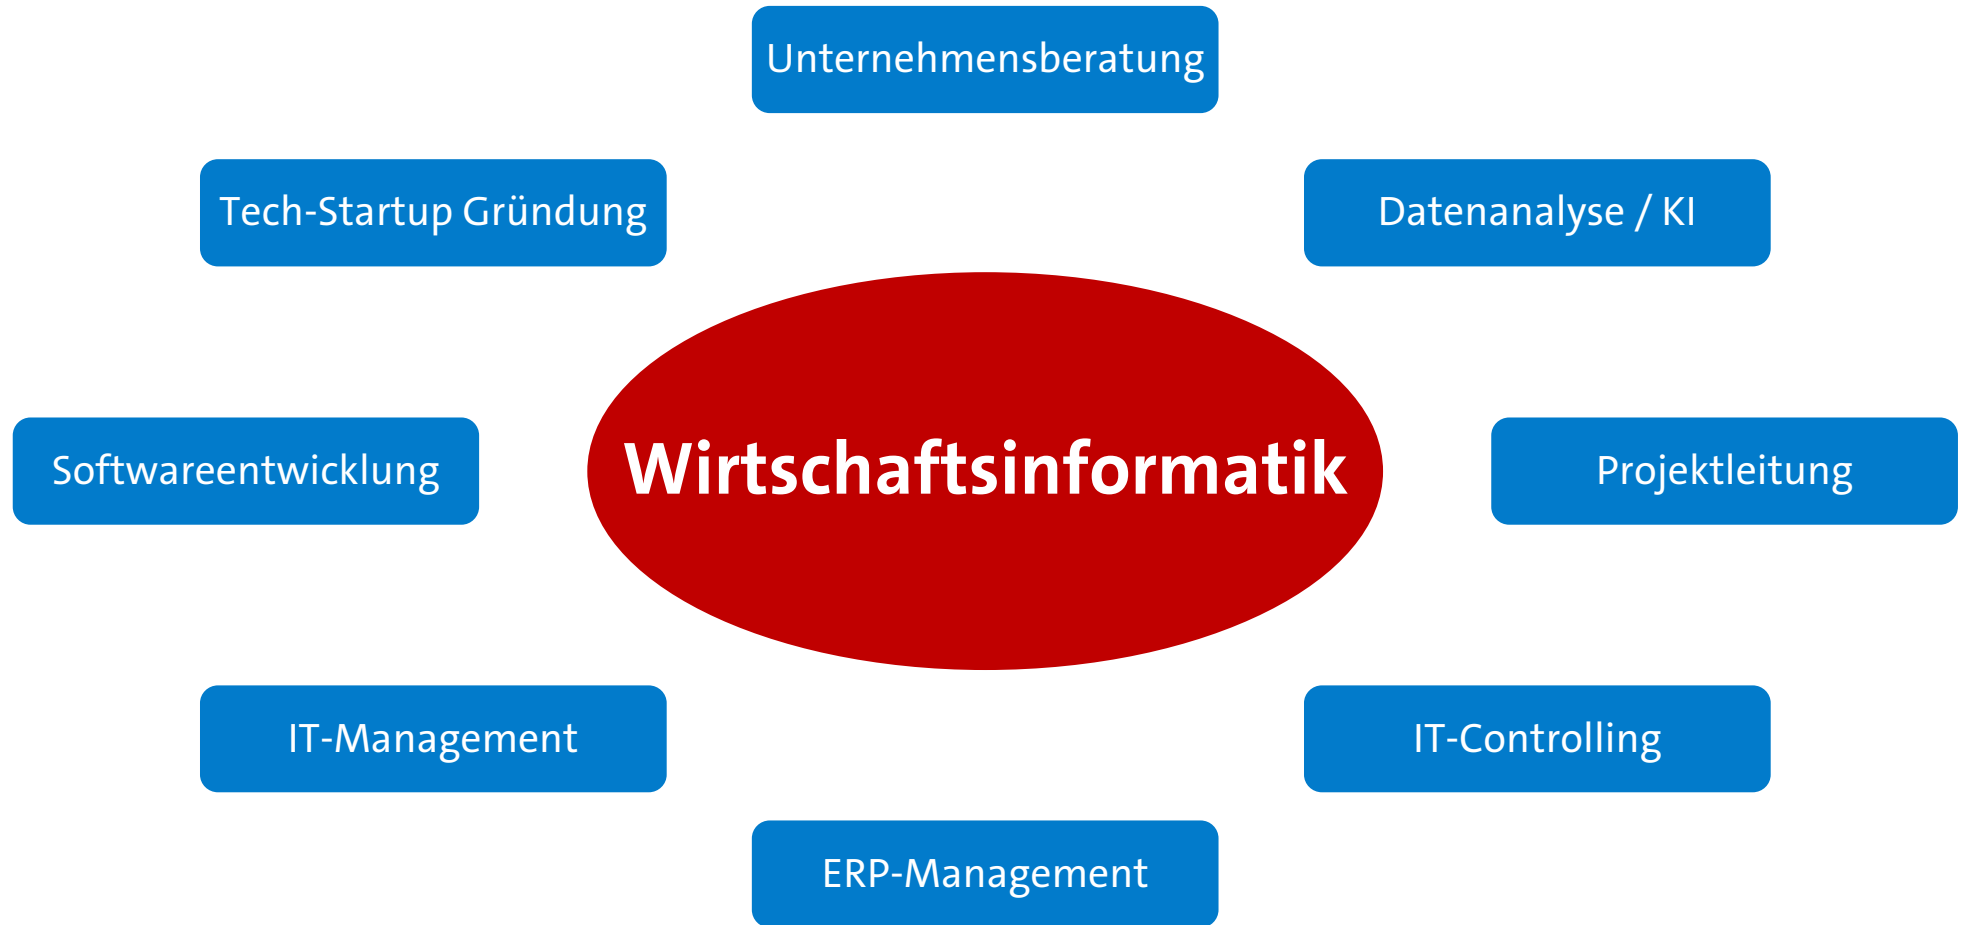 Unternehmensberatung
Tech-Startup Gründung
Datenanalyse / KI
Softwareentwicklung
Wirtschaftsinformatik
Projektleitung
IT-Management
IT-Controlling
ERP-Management